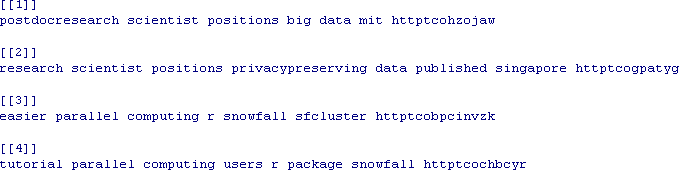 [[1]]
postdocresearch scientist positions big data mit httptcohzojaw
[[2]]
research scientist positions privacypreserving data published singapore httptcogpatyg
[[3]]
easier parallel computing r snowfall sfcluster httptcobpcinvzk
[[4]]
tutorial parallel computing users r package snowfall httptcochbcyr